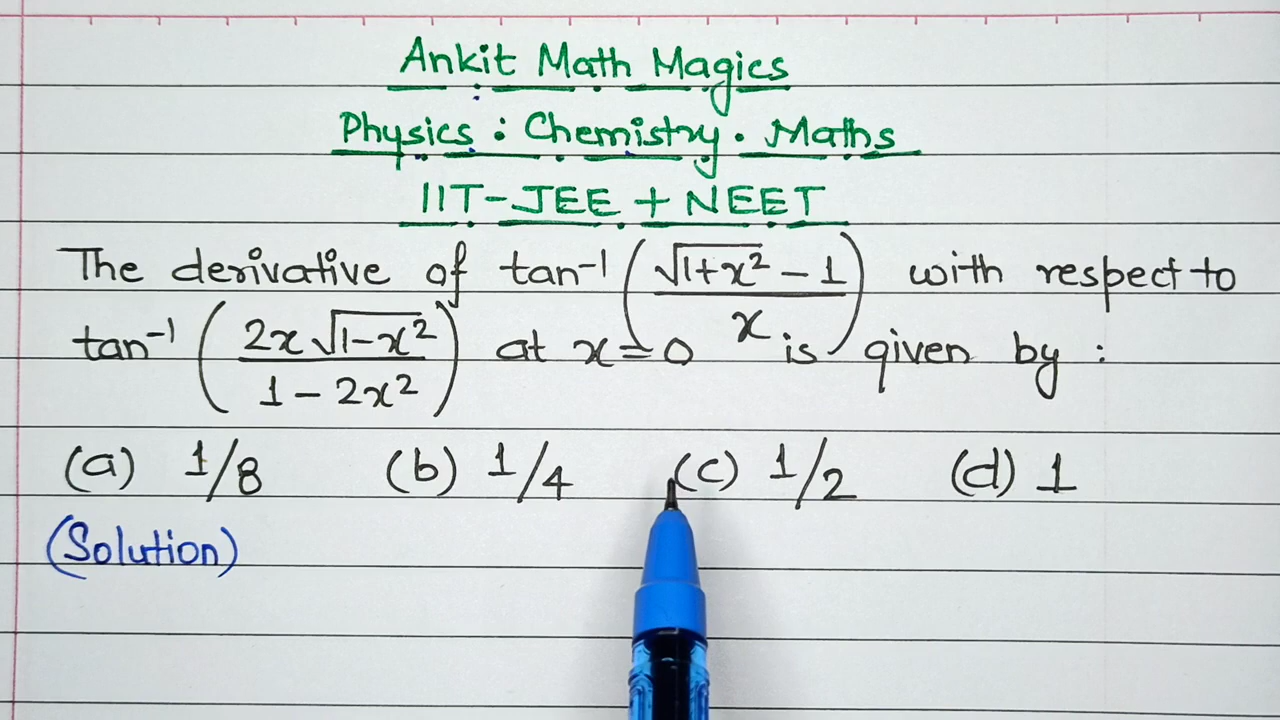 Ankit Math Magics
Physics : Chemistry . Maths
IIT-JEE + NEET
The derivative of tan⁻¹ ( (√(1+x²) - 1) / x ) with respect to
tan⁻¹ ( (2x √(1-x²)) / (1 - 2x²) ) at x=0 is given by :
(a) 1/8 (b) 1/4 (c) 1/2 (d) 1
(Solution)